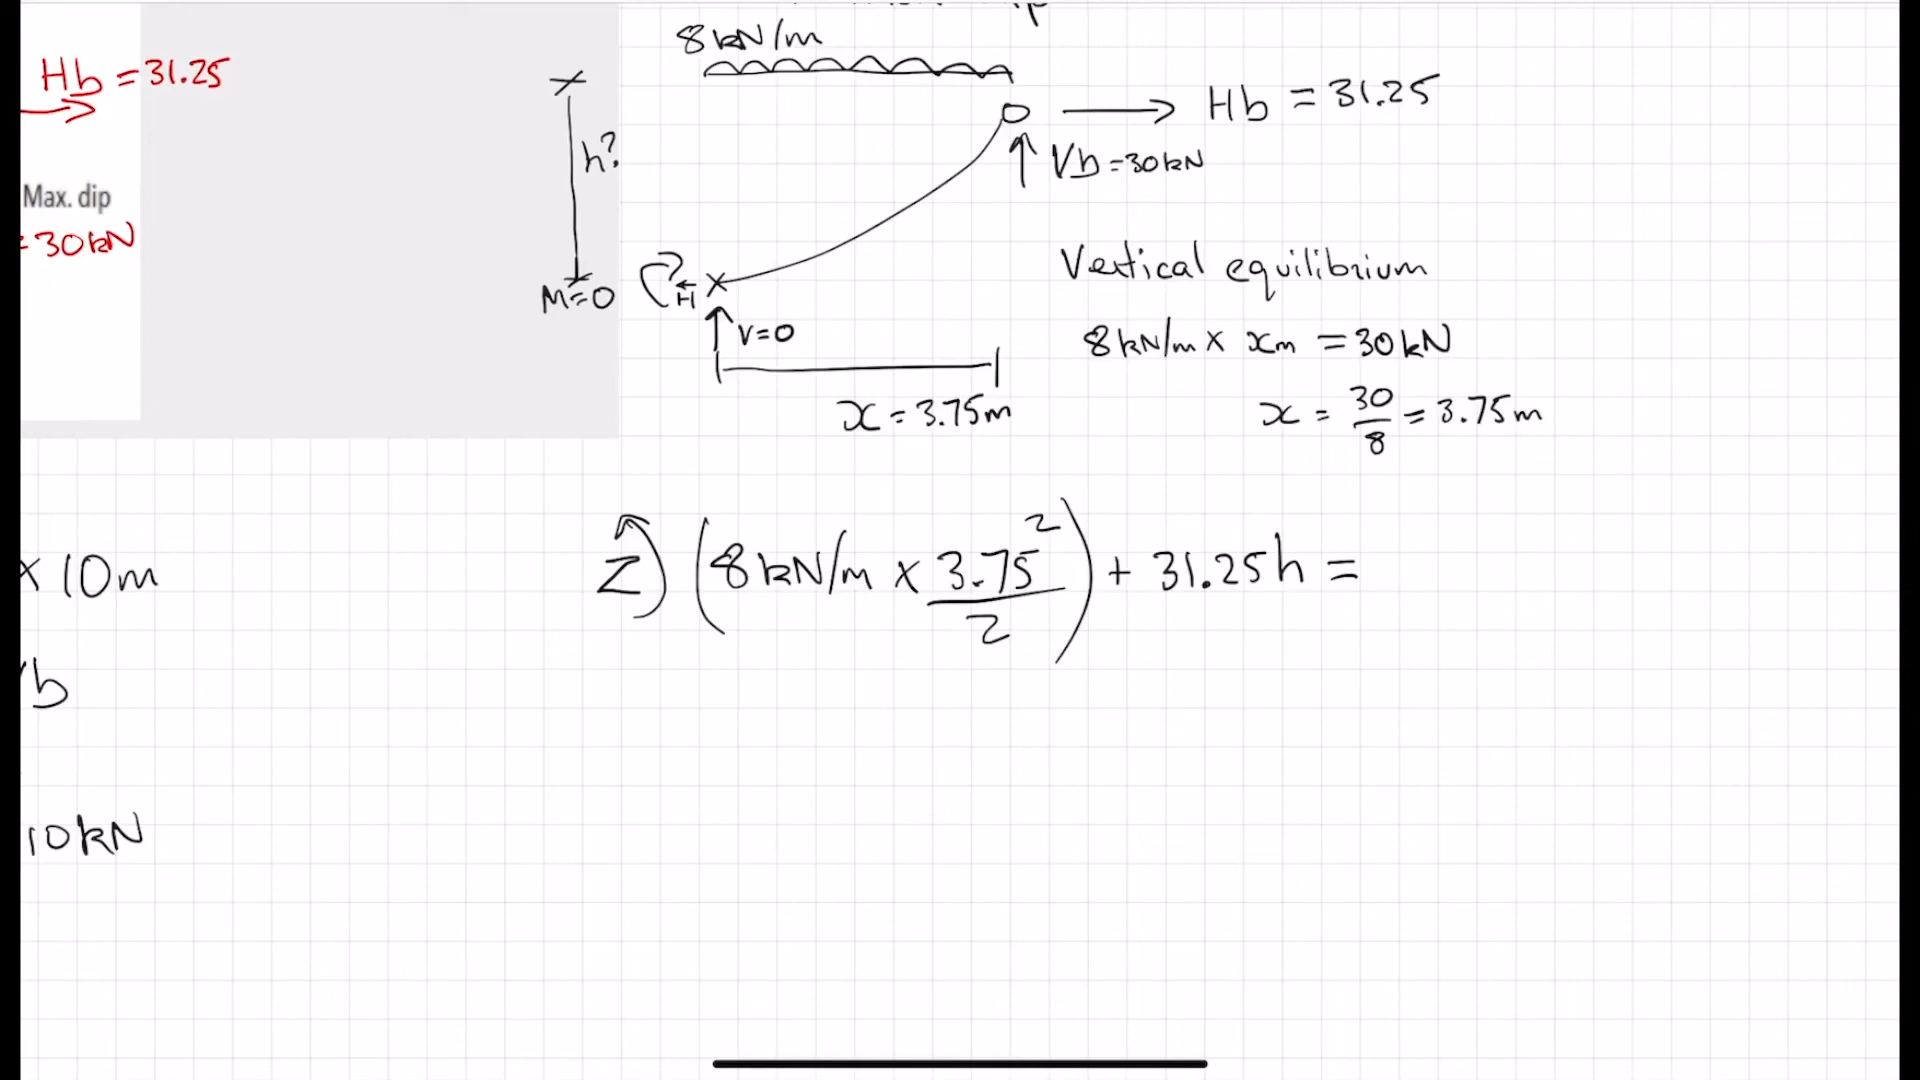 8kN/m
Hb = 31.25
Hb = 31.25
h?
Vb = 30kN
Max. dip
= 30kN
Vertical equilibrium
M=0
H
V=0
8kN/m x xm = 30kN
x = 3.75m
x = 30/8 = 3.75m
Σ) (8kN/m x 3.75²/2) + 31.25h =
x 10m
b
10kN